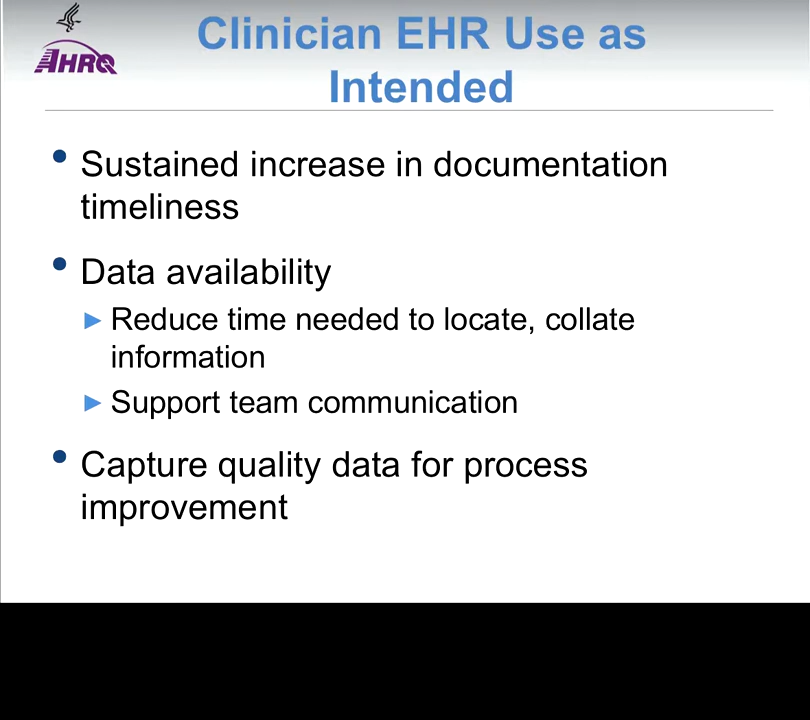 AHRQ
Clinician EHR Use as
Intended
• Sustained increase in documentation
timeliness
• Data availability
► Reduce time needed to locate, collate
information
► Support team communication
• Capture quality data for process
improvement